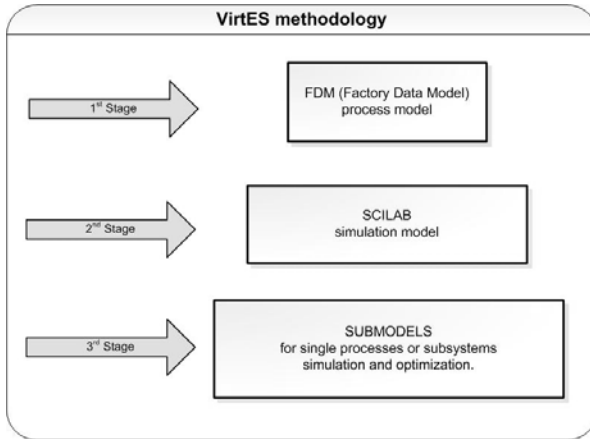 VirtES methodology
1st Stage
FDM (Factory Data Model)
process model
2nd Stage
SCILAB
simulation model
3rd Stage
SUBMODELS
for single processes or subsystems
simulation and optimization.